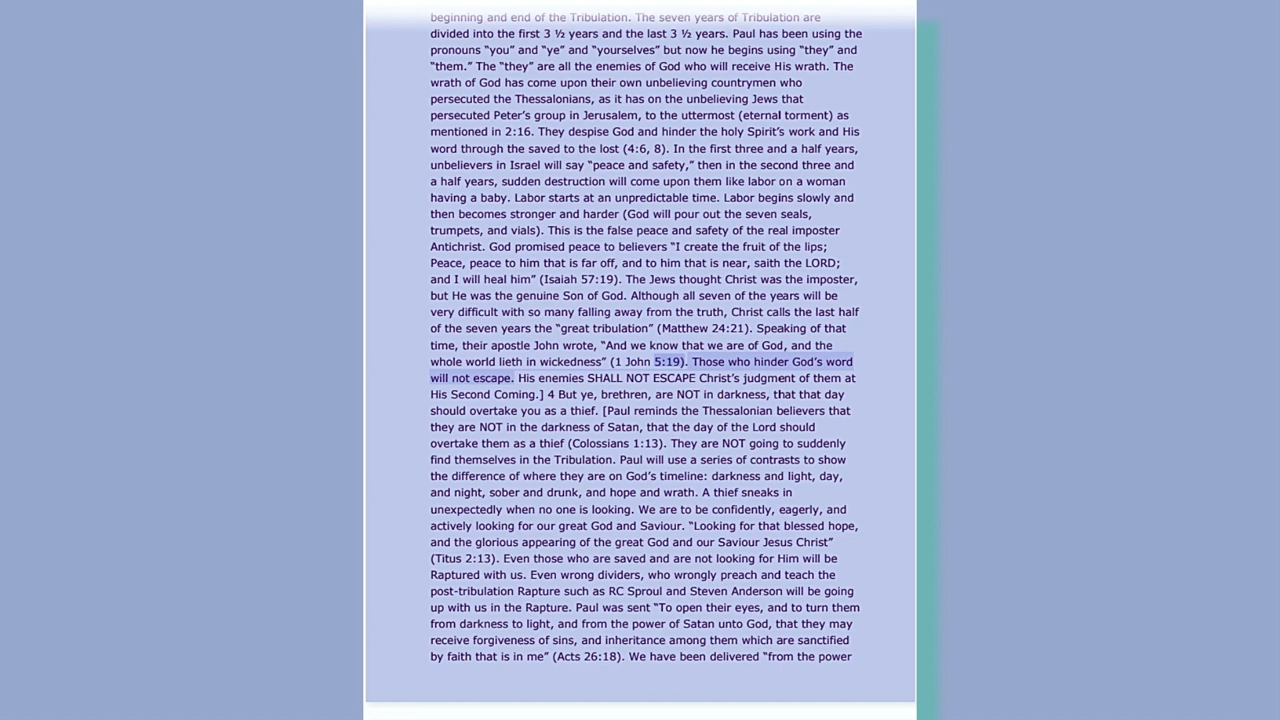 beginning and end of the Tribulation. The seven years of Tribulation are
divided into the first 3 ½ years and the last 3 ½ years. Paul has been using the
pronouns “you” and “ye” and “yourselves” but now he begins using “they” and
“them.” The “they” are all the enemies of God who will receive His wrath. The
wrath of God has come upon their own unbelieving countrymen who
persecuted the Thessalonians, as it has on the unbelieving Jews that
persecuted Peter’s group in Jerusalem, to the uttermost (eternal torment) as
mentioned in 2:16. They despise God and hinder the holy Spirit’s work and His
word through the saved to the lost (4:6, 8). In the first three and a half years,
unbelievers in Israel will say “peace and safety,” then in the second three and
a half years, sudden destruction will come upon them like labor on a woman
having a baby. Labor starts at an unpredictable time. Labor begins slowly and
then becomes stronger and harder (God will pour out the seven seals,
trumpets, and vials). This is the false peace and safety of the real imposter
Antichrist. God promised peace to believers “I create the fruit of the lips;
Peace, peace to him that is far off, and to him that is near, saith the LORD;
and I will heal him” (Isaiah 57:19). The Jews thought Christ was the imposter,
but He was the genuine Son of God. Although all seven of the years will be
very difficult with so many falling away from the truth, Christ calls the last half
of the seven years the “great tribulation” (Matthew 24:21). Speaking of that
time, their apostle John wrote, “And we know that we are of God, and the
whole world lieth in wickedness” (1 John 5:19). Those who hinder God’s word
will not escape. His enemies SHALL NOT ESCAPE Christ’s judgment of them at
His Second Coming.] 4 But ye, brethren, are NOT in darkness, that that day
should overtake you as a thief. [Paul reminds the Thessalonian believers that
they are NOT in the darkness of Satan, that the day of the Lord should
overtake them as a thief (Colossians 1:13). They are NOT going to suddenly
find themselves in the Tribulation. Paul will use a series of contrasts to show
the difference of where they are on God’s timeline: darkness and light, day,
and night, sober and drunk, and hope and wrath. A thief sneaks in
unexpectedly when no one is looking. We are to be confidently, eagerly, and
actively looking for our great God and Saviour. “Looking for that blessed hope,
and the glorious appearing of the great God and our Saviour Jesus Christ”
(Titus 2:13). Even those who are saved and are not looking for Him will be
Raptured with us. Even wrong dividers, who wrongly preach and teach the
post-tribulation Rapture such as RC Sproul and Steven Anderson will be going
up with us in the Rapture. Paul was sent “To open their eyes, and to turn them
from darkness to light, and from the power of Satan unto God, that they may
receive forgiveness of sins, and inheritance among them which are sanctified
by faith that is in me” (Acts 26:18). We have been delivered “from the power